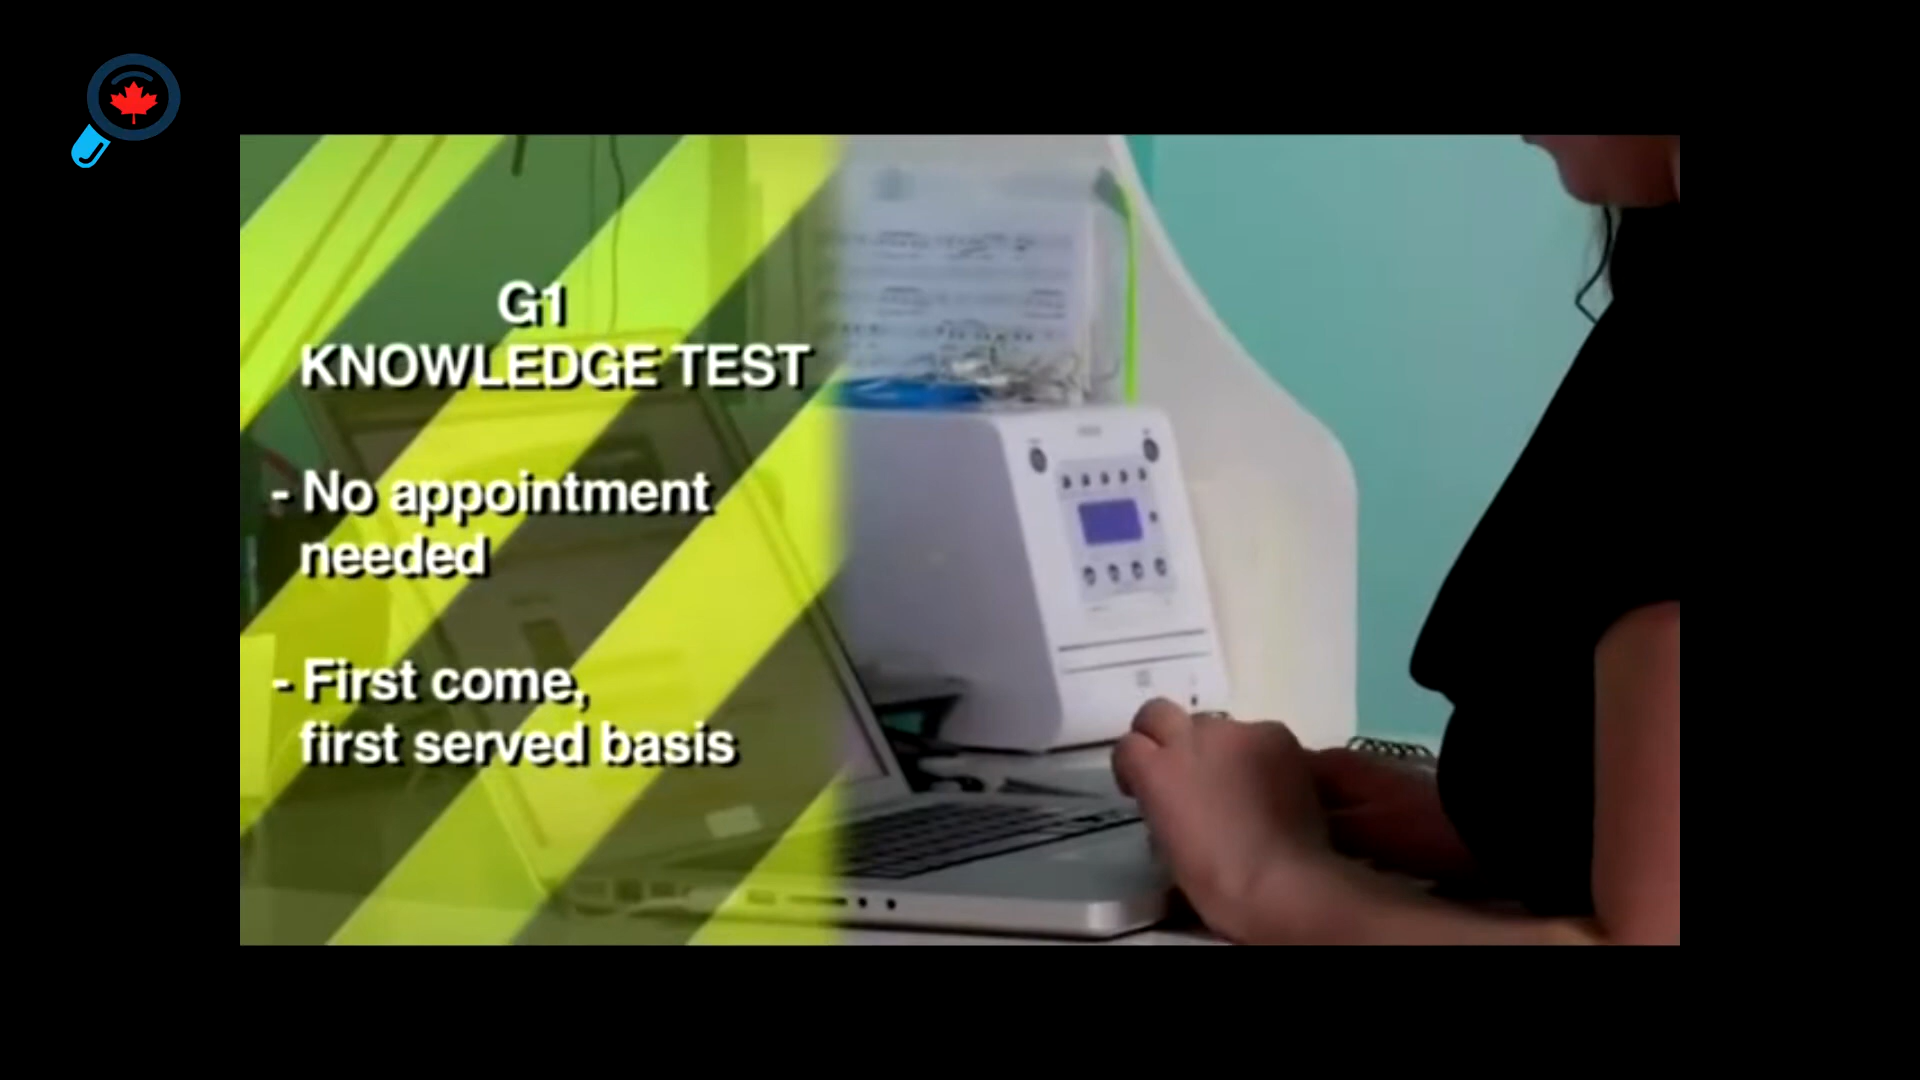 G1
KNOWLEDGE TEST
- No appointment
needed
- First come,
first served basis